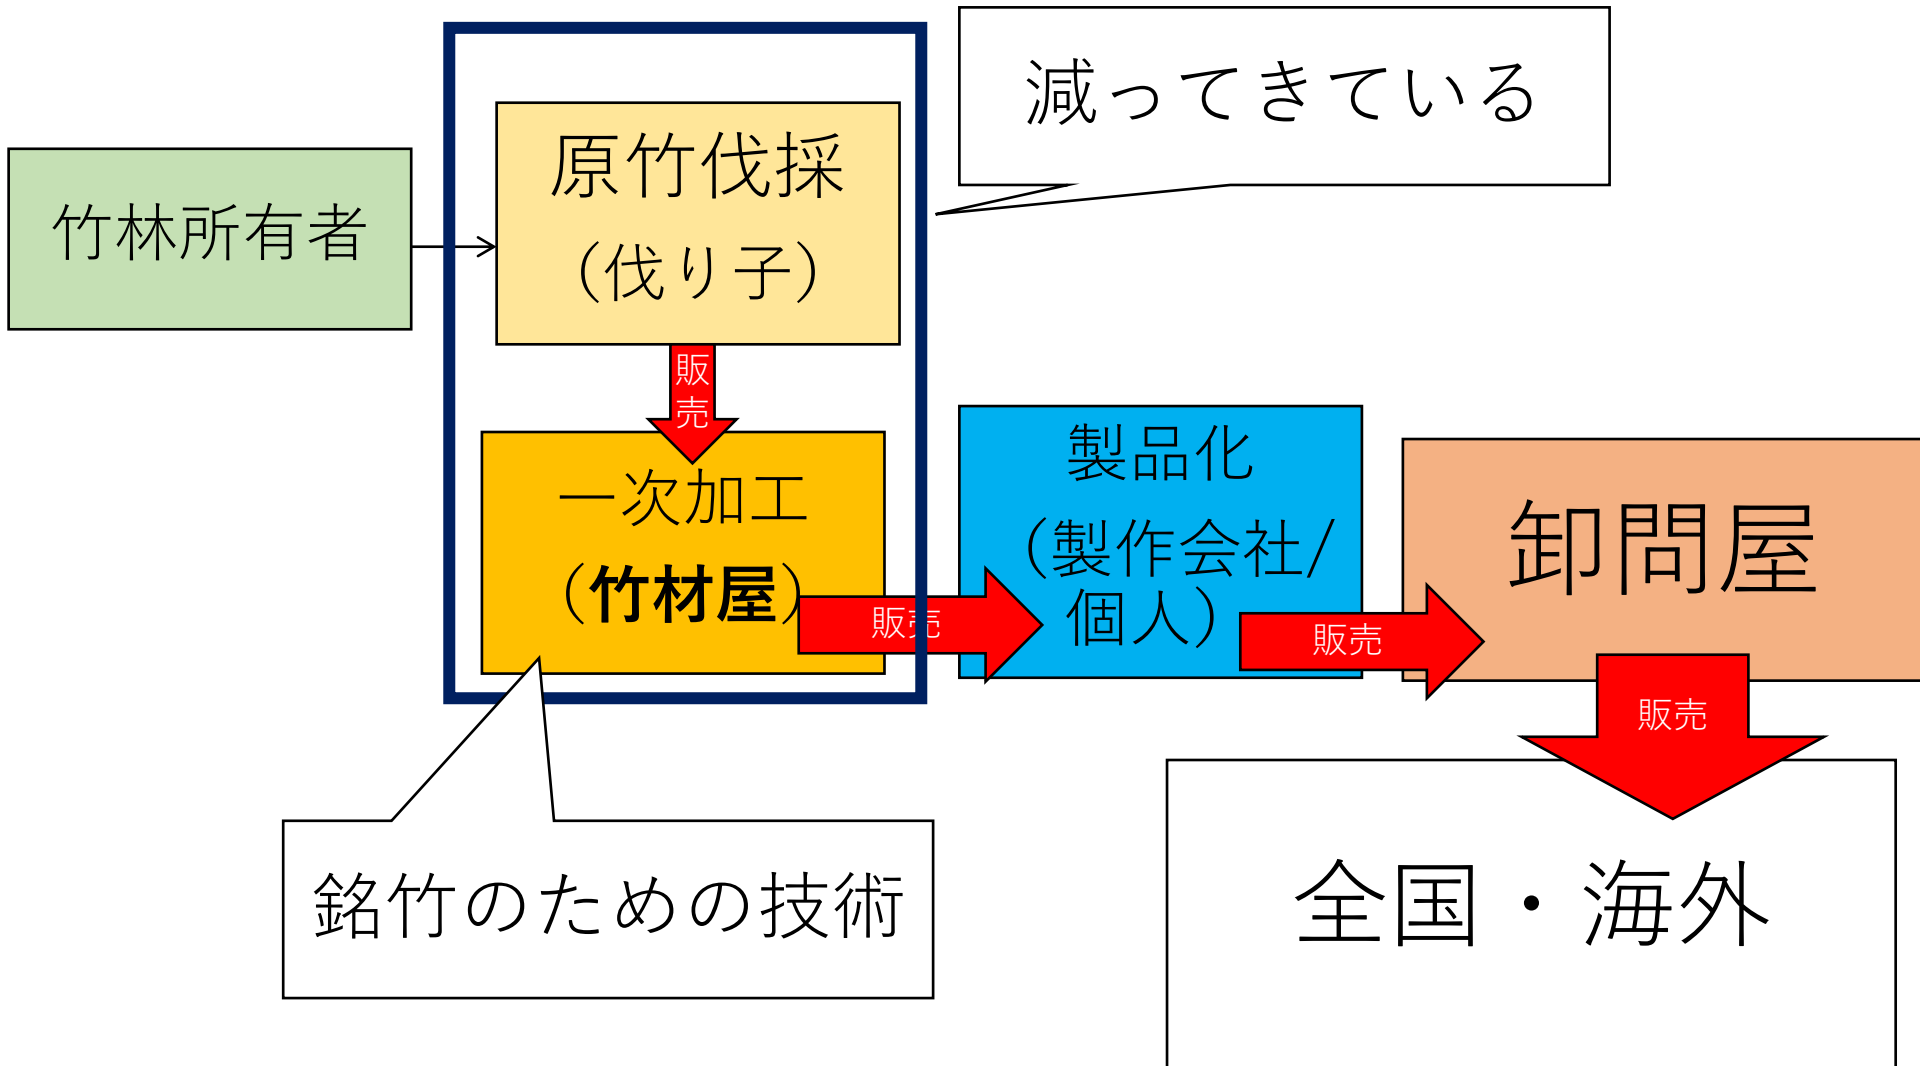 減ってきている
竹林所有者
原竹伐採
（伐り子）
販
売
一次加工
（竹材屋）
販売
製品化
（製作会社/
個人）
販売
卸問屋
販売
銘竹のための技術
全国・海外